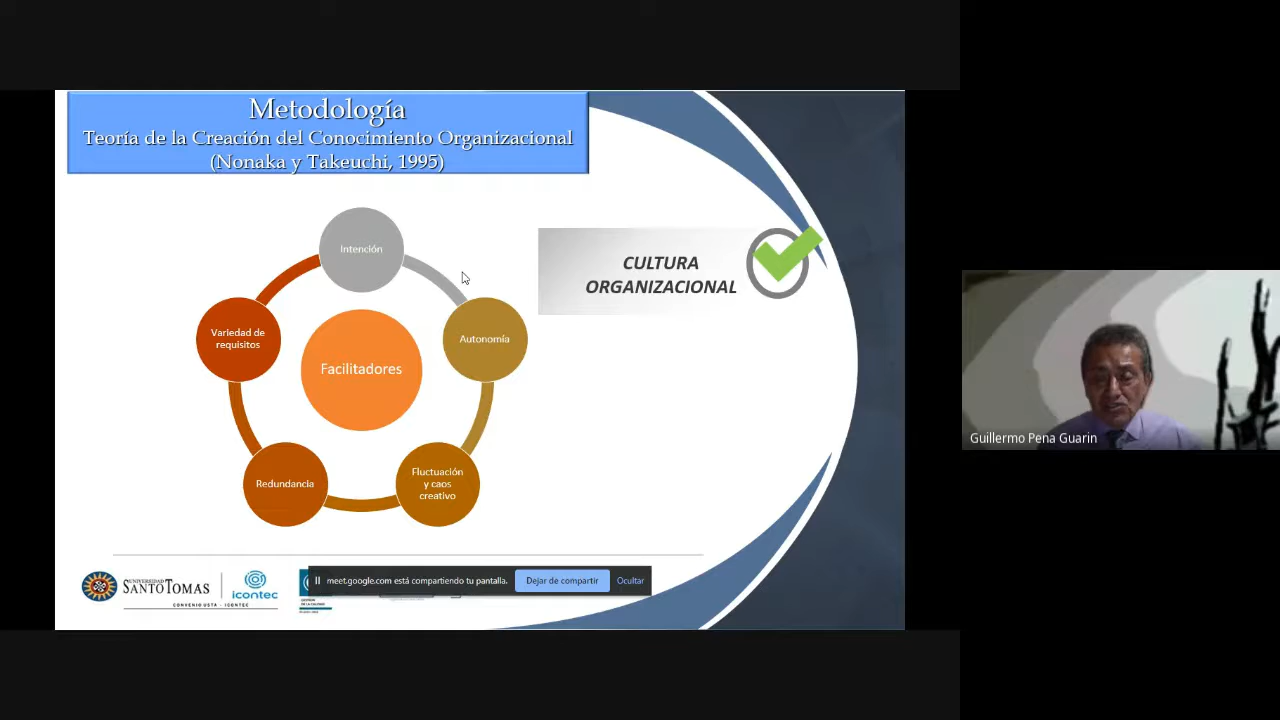 Metodología
Teoría de la Creación del Conocimiento Organizacional
(Nonaka y Takeuchi, 1995)
Intención
CULTURA
ORGANIZACIONAL
Variedad de
requisitos
Autonomía
Facilitadores
Redundancia
Fluctuación
y caos
creativo
Guillermo Pena Guarin
UNIVERSIDAD
SANTO TOMAS
icontec
CONVENIO USTA - ICONTEC
meet.google.com está compartiendo tu pantalla.
Dejar de compartir
Ocultar